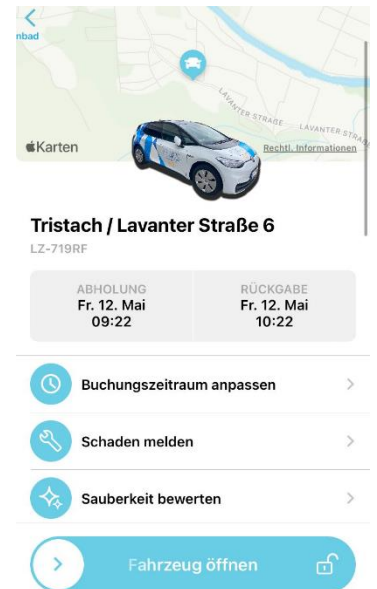 nbad
LAVANTER STRAßE
LAVANTER STRA
Karten
Rechtl. Informationen
Tristach / Lavanter Straße 6
LZ-719RF
ABHOLUNG
Fr. 12. Mai
09:22
RÜCKGABE
Fr. 12. Mai
10:22
Buchungszeitraum anpassen
Schaden melden
Sauberkeit bewerten
Fahrzeug öffnen